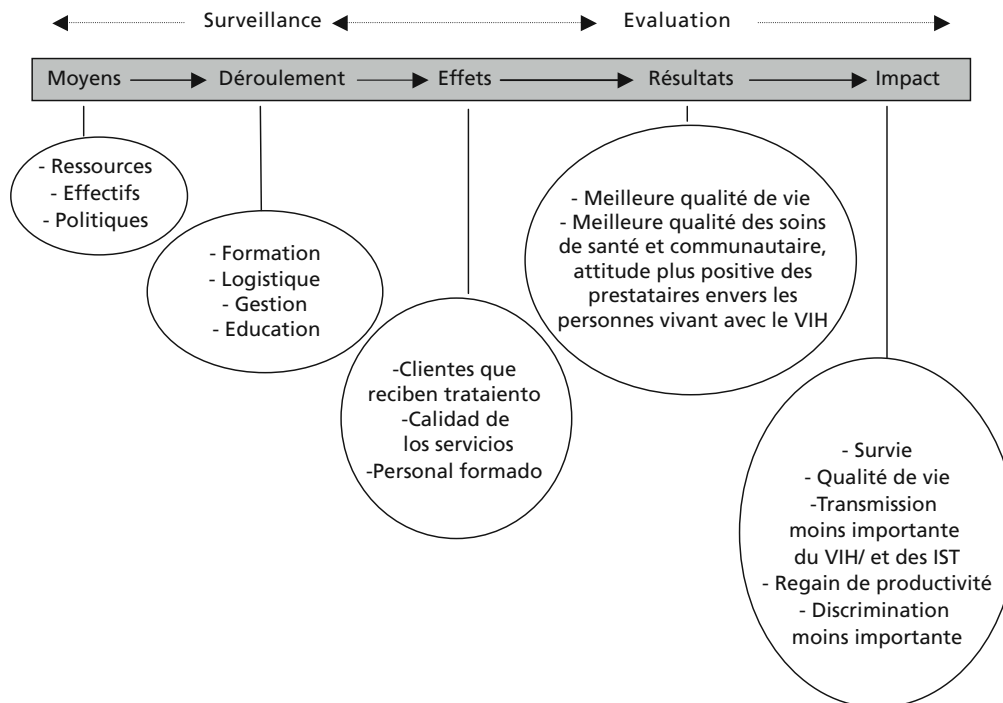 Surveillance
Evaluation
Moyens
Déroulement
Effets
Résultats
Impact
- Ressources
- Effectifs
- Politiques
- Formation
- Logistique
- Gestion
- Education
-Clientes que
reciben trataiento
-Calidad de
los servicios
-Personal formado
- Meilleure qualité de vie
- Meilleure qualité des soins
de santé et communautaire,
attitude plus positive des
prestataires envers les
personnes vivant avec le VIH
- Survie
- Qualité de vie
-Transmission
moins importante
du VIH/ et des IST
- Regain de productivité
- Discrimination
moins importante